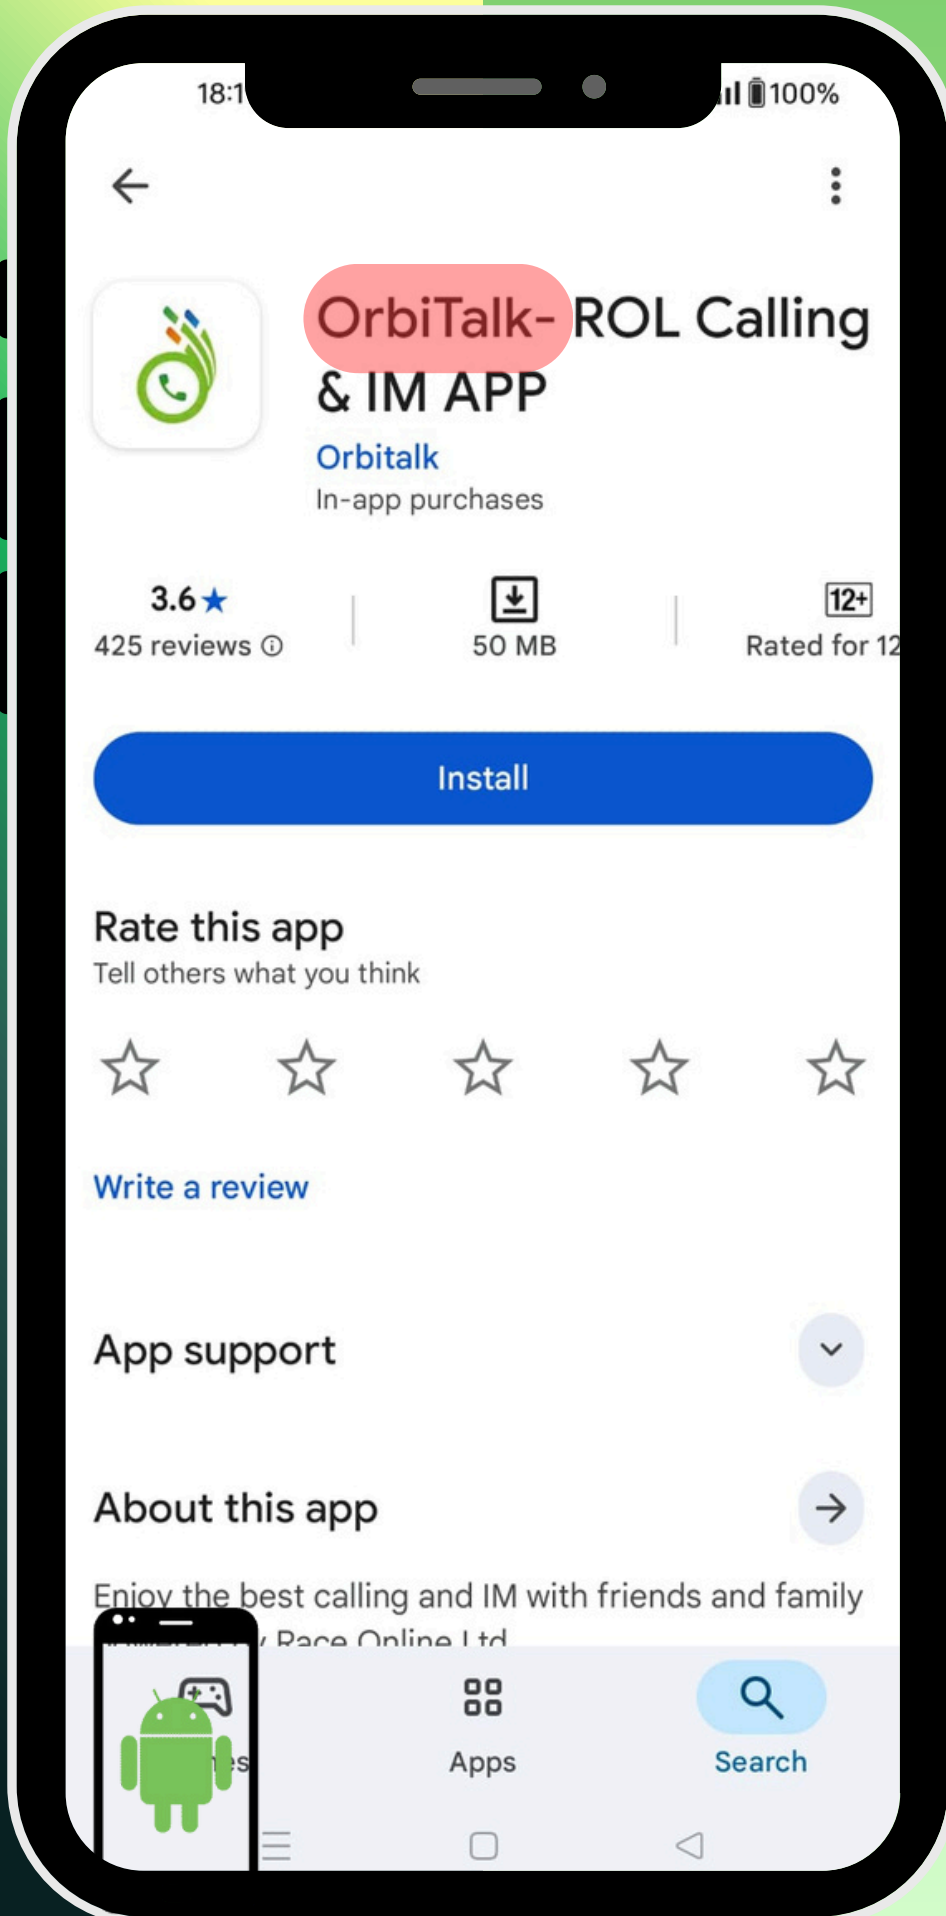 18:1
100%
OrbiTalk- ROL Calling
& IM APP
Orbitalk
In-app purchases
3.6★
12+
425 reviews
50 MB
Rated for 12
Install
Rate this app
Tell others what you think
Write a review
App support
About this app
Enjoy the best calling and IM with friends and family
Race Online Ltd
Apps
Search